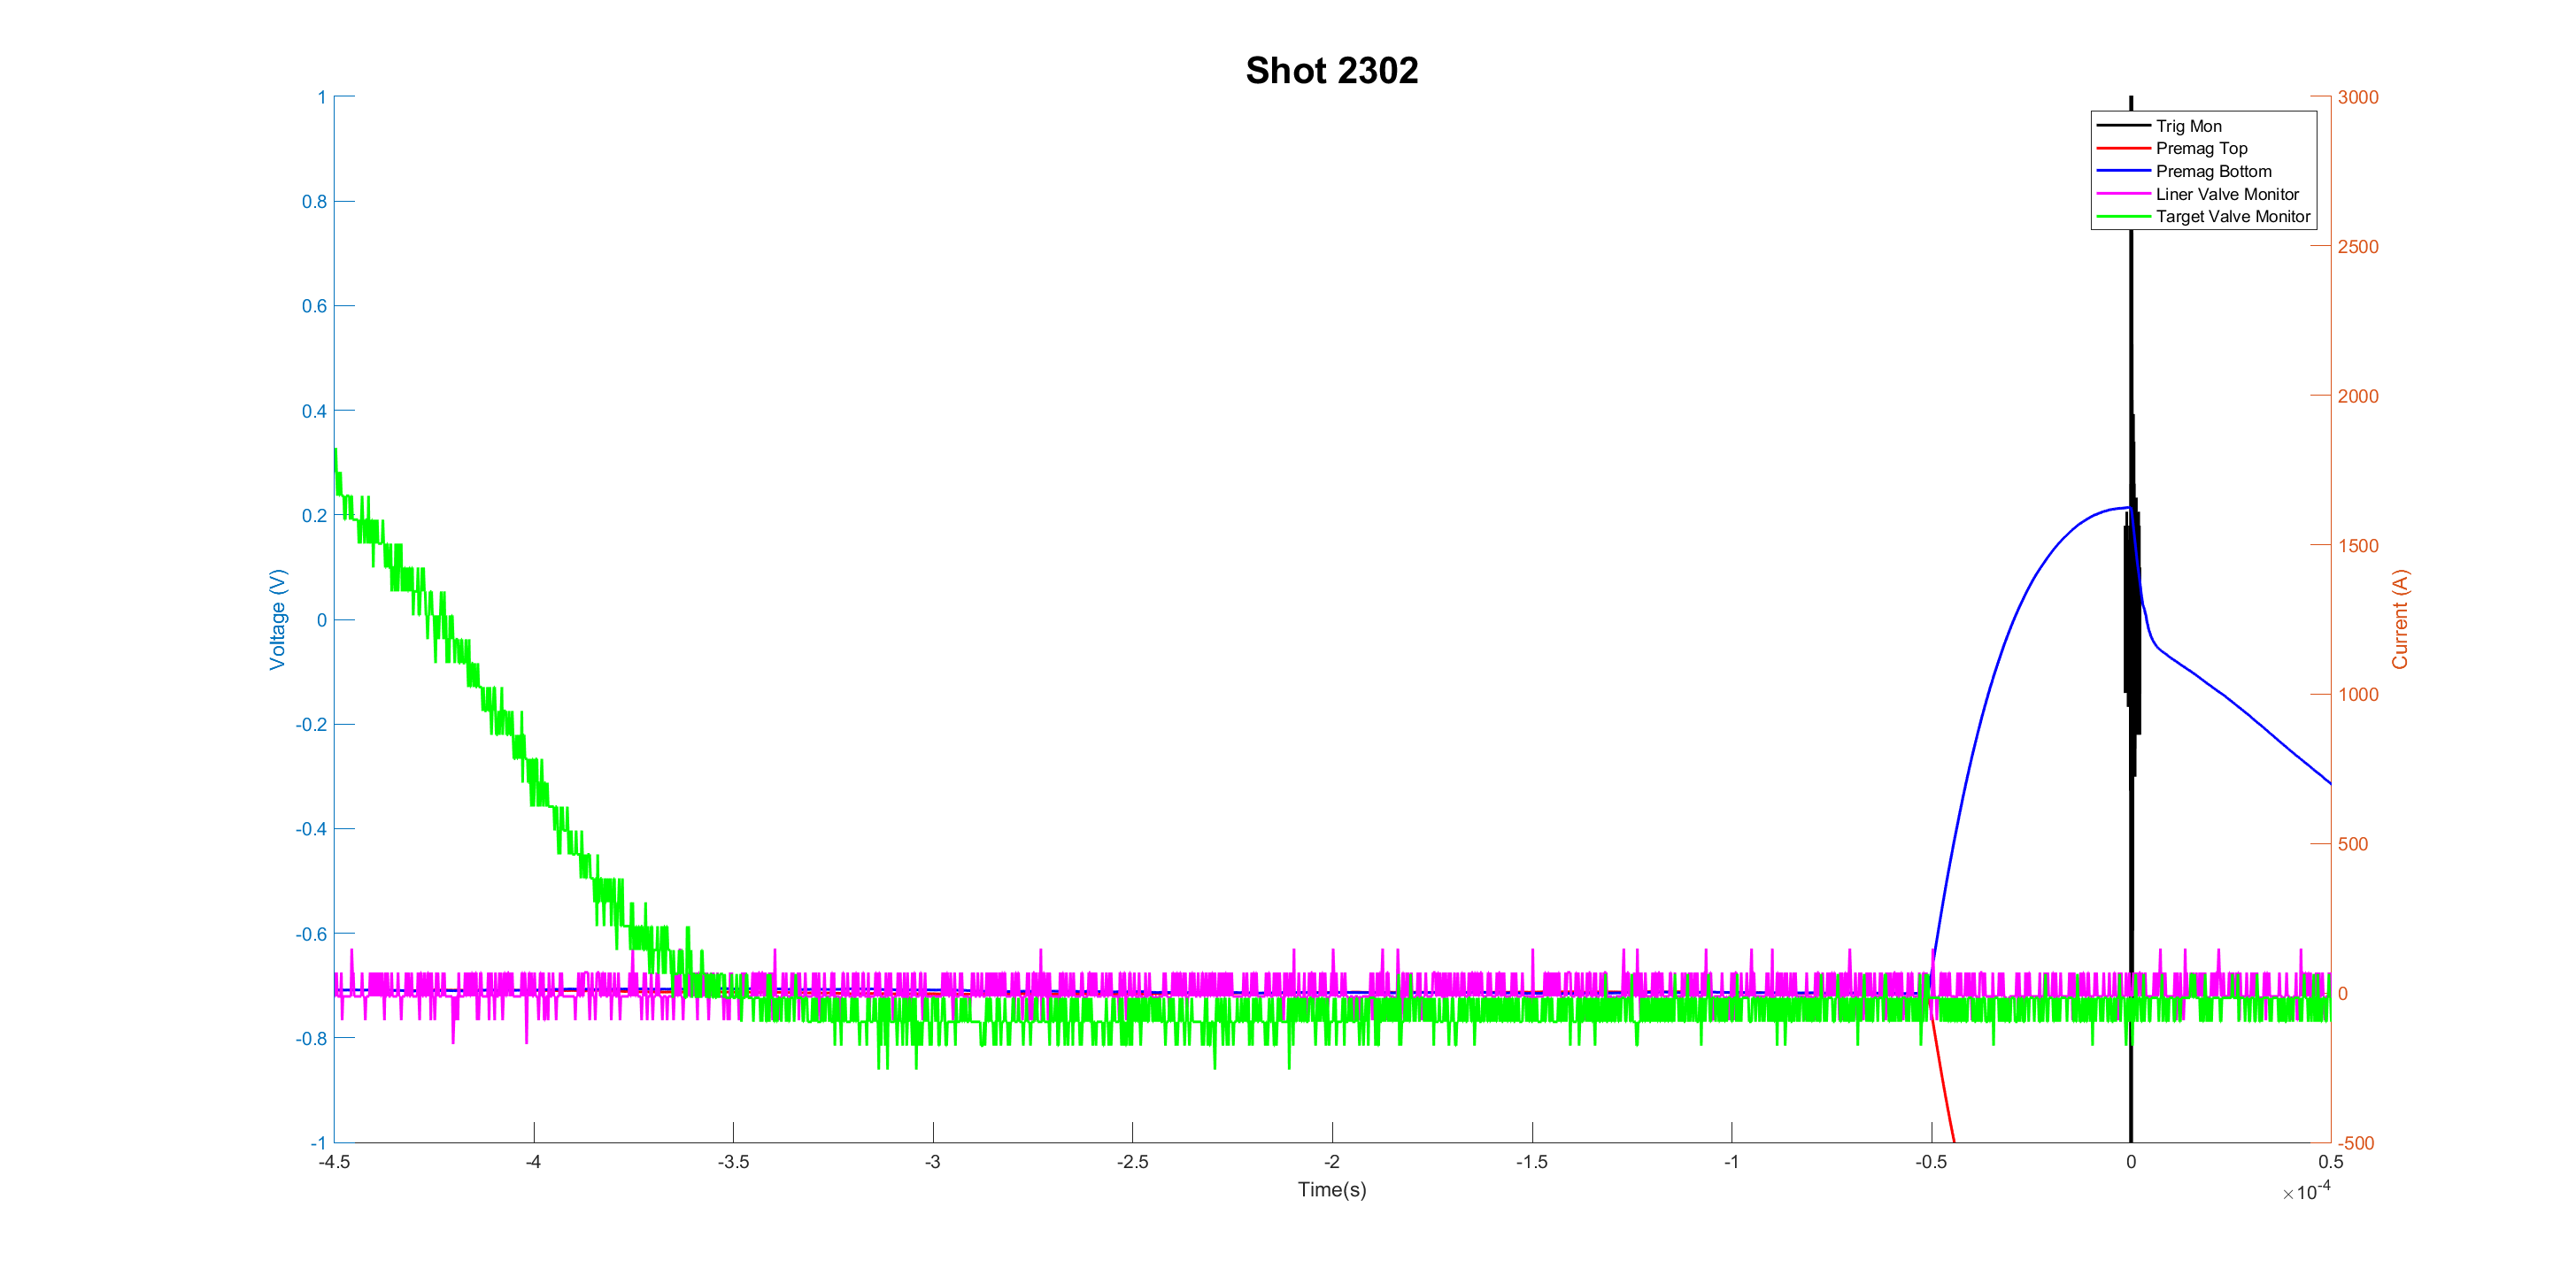 Shot 2302
1
0.8
0.6
0.4
0.2
0
-0.2
-0.4
-0.6
-0.8
-1
Voltage (V)
3000
2500
2000
1500
1000
500
0
-500
Current (A)
Trig Mon
Premag Top
Premag Bottom
Liner Valve Monitor
Target Valve Monitor
-4.5 -4 -3.5 -3 -2.5 -2 -1.5 -1 -0.5 0 0.5
Time(s)
×10⁻⁴